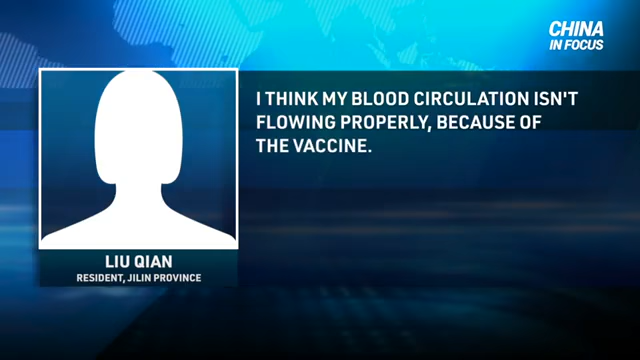 CHINA
IN FOCUS
I THINK MY BLOOD CIRCULATION ISN'T
FLOWING PROPERLY, BECAUSE OF
THE VACCINE.
LIU QIAN
RESIDENT, JILIN PROVINCE